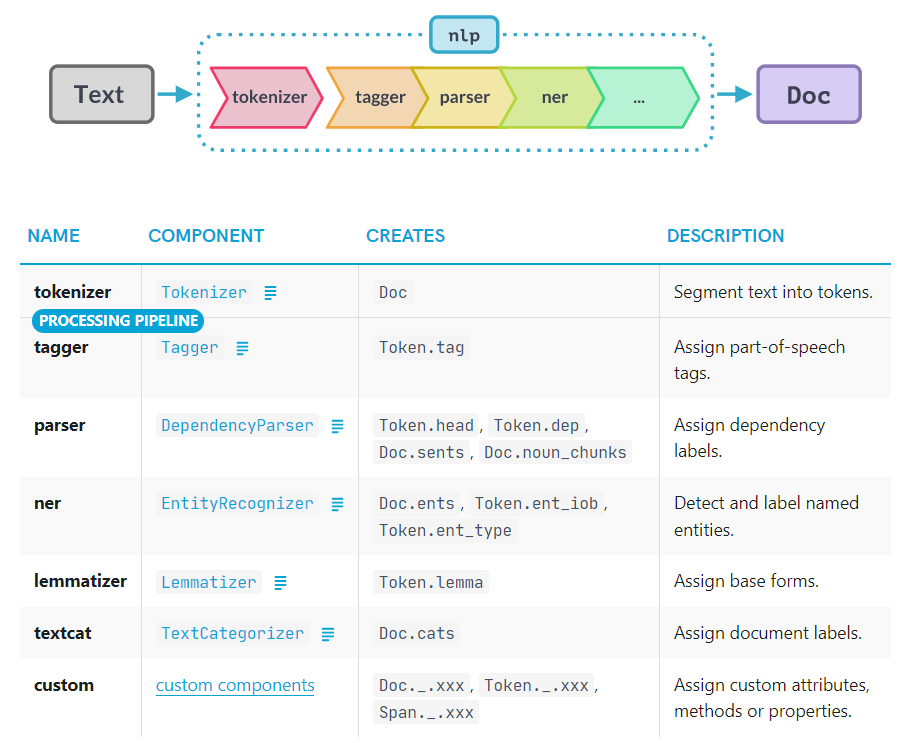 nlp
Text
tokenizer
tagger
parser
ner
...
Doc
NAME COMPONENT CREATES DESCRIPTION
tokenizer Tokenizer Doc Segment text into tokens.
PROCESSING PIPELINE
tagger Tagger Token.tag Assign part-of-speech
tags.
parser DependencyParser Token.head, Token.dep, Assign dependency
Doc.sents, Doc.noun_chunks labels.
ner EntityRecognizer Doc.ents, Token.ent_iob, Detect and label named
Token.ent_type entities.
lemmatizer Lemmatizer Token.lemma Assign base forms.
textcat TextCategorizer Doc.cats Assign document labels.
custom custom components Doc._.xxx, Token._.xxx, Assign custom attributes,
Span._.xxx methods or properties.